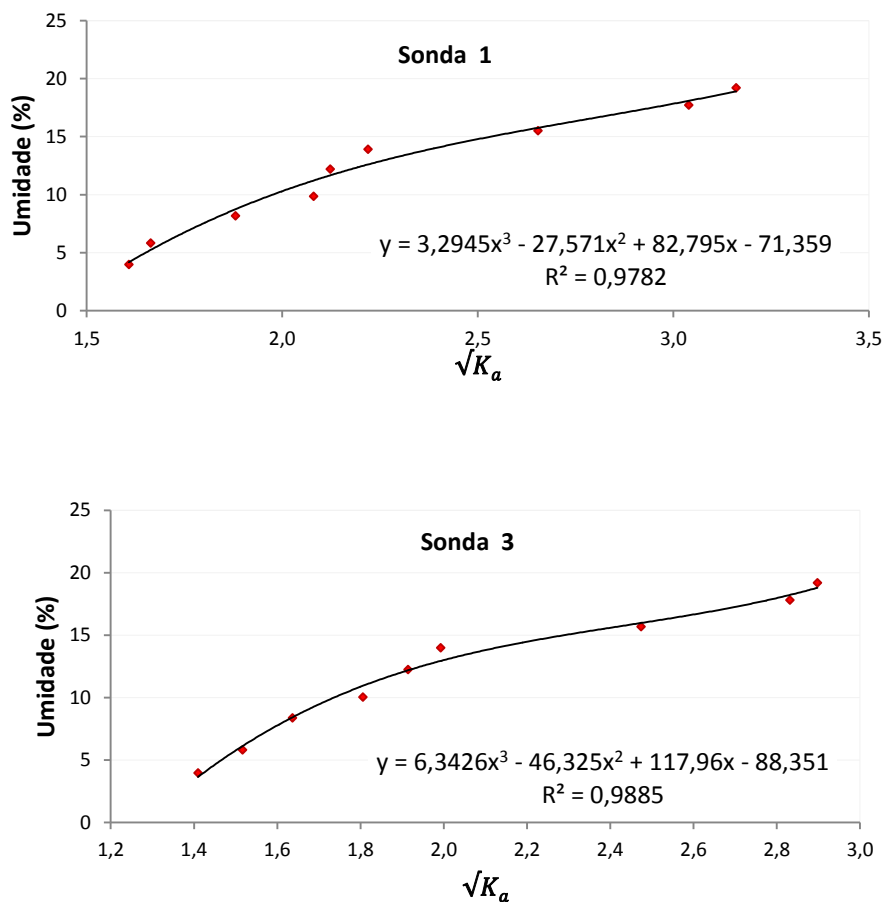 Sonda 1
Umidade (%)
25
20
15
10
5
0
y = 3,2945x³ - 27,571x² + 82,795x - 71,359
R² = 0,9782
1,5 2,0 2,5 3,0 3,5
√Kₐ
Sonda 3
Umidade (%)
25
20
15
10
5
0
y = 6,3426x³ - 46,325x² + 117,96x - 88,351
R² = 0,9885
1,2 1,4 1,6 1,8 2,0 2,2 2,4 2,6 2,8 3,0
√Kₐ